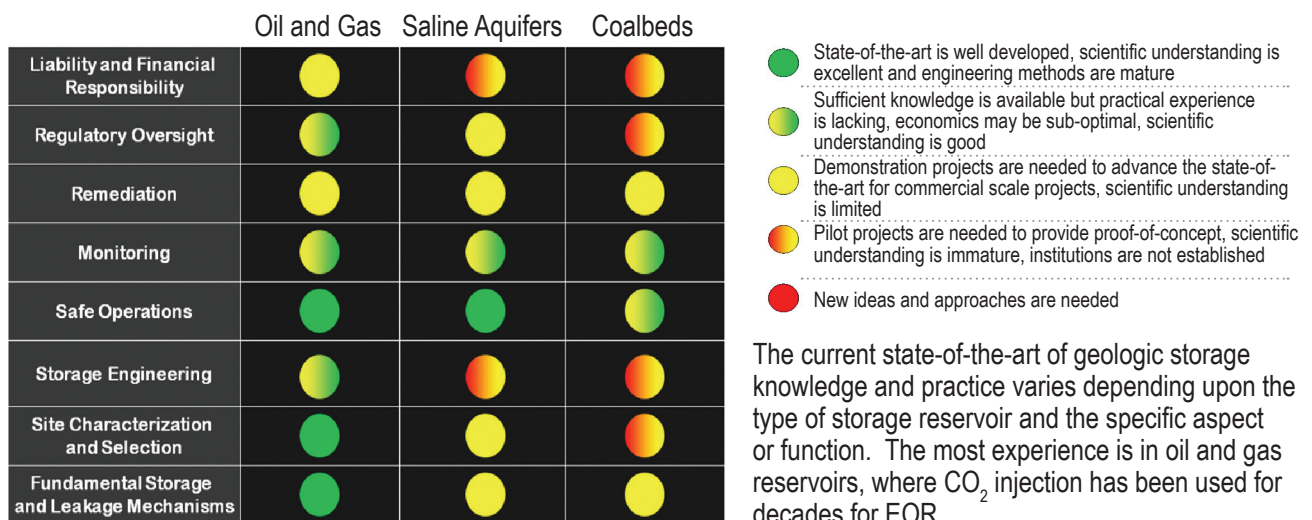 Oil and Gas Saline Aquifers Coalbeds
Liability and Financial
Responsibility
Regulatory Oversight
Remediation
Monitoring
Safe Operations
Storage Engineering
Site Characterization
and Selection
Fundamental Storage
and Leakage Mechanisms
State-of-the-art is well developed, scientific understanding is
excellent and engineering methods are mature
Sufficient knowledge is available but practical experience
is lacking, economics may be sub-optimal, scientific
understanding is good
Demonstration projects are needed to advance the state-of-
the-art for commercial scale projects, scientific understanding
is limited
Pilot projects are needed to provide proof-of-concept, scientific
understanding is immature, institutions are not established
New ideas and approaches are needed
The current state-of-the-art of geologic storage
knowledge and practice varies depending upon the
type of storage reservoir and the specific aspect
or function. The most experience is in oil and gas
reservoirs, where CO₂ injection has been used for
decades for EOR